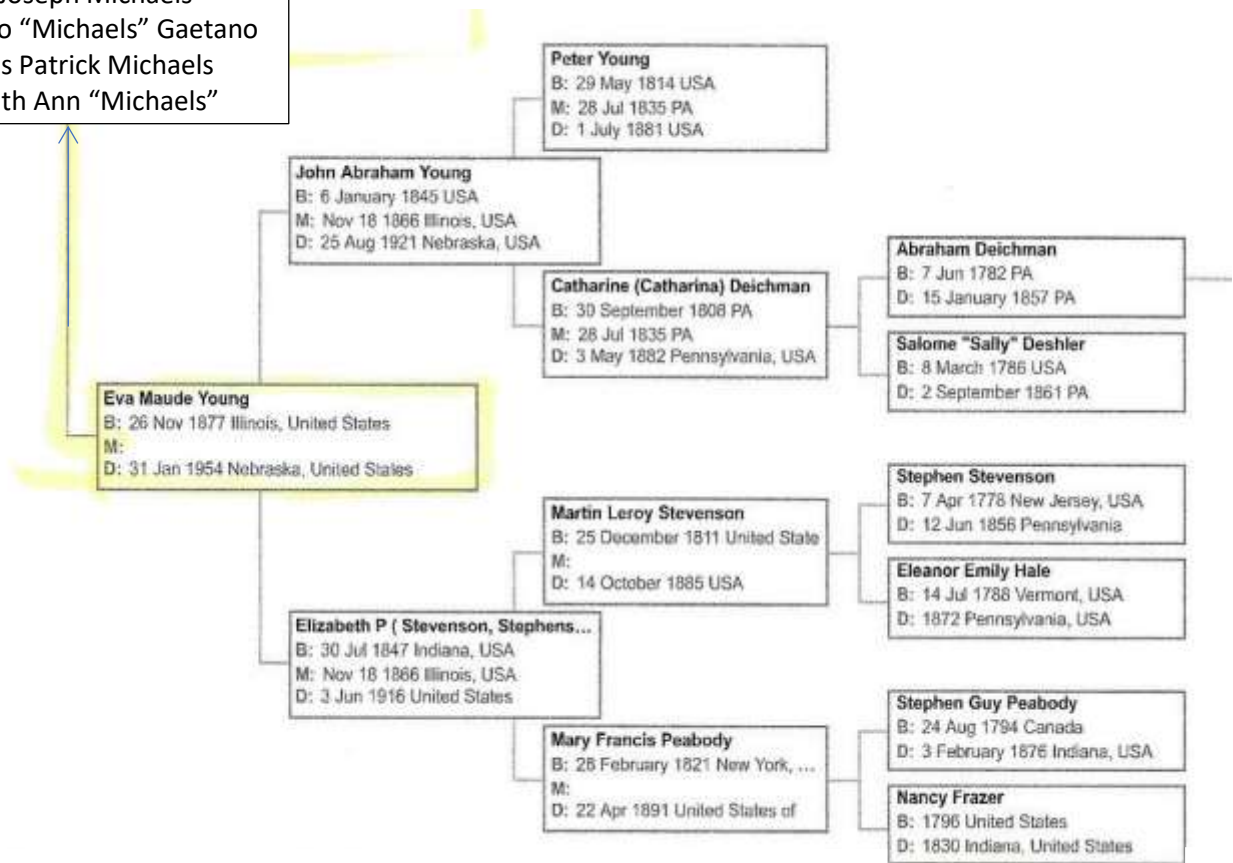 Joseph Michaels
"Michaels" Gaetano
Patrick Michaels
Ann "Michaels"
Peter Young
B: 29 May 1814 USA
M: 28 Jul 1835 PA
D: 1 July 1881 USA
John Abraham Young
B: 6 January 1845 USA
M: Nov 18 1866 Illinois, USA
D: 25 Aug 1921 Nebraska, USA
Catharine (Catharina) Deichman
B: 30 September 1808 PA
M: 28 Jul 1835 PA
D: 3 May 1882 Pennsylvania, USA
Abraham Deichman
B: 7 Jun 1782 PA
D: 15 January 1857 PA
Salome "Sally" Deshler
B: 8 March 1786 USA
D: 2 September 1861 PA
Eva Maude Young
B: 26 Nov 1877 Illinois, United States
M:
D: 31 Jan 1954 Nebraska, United States
Martin Leroy Stevenson
B: 25 December 1811 United State
M:
D: 14 October 1885 USA
Stephen Stevenson
B: 7 Apr 1778 New Jersey, USA
D: 12 Jun 1856 Pennsylvania
Eleanor Emily Hale
B: 14 Jul 1788 Vermont, USA
D: 1872 Pennsylvania, USA
Elizabeth P ( Stevenson, Stephens...
B: 30 Jul 1847 Indiana, USA
M: Nov 18 1866 Illinois, USA
D: 3 Jun 1916 United States
Mary Francis Peabody
B: 28 February 1821 New York, ...
M:
D: 22 Apr 1891 United States of
Stephen Guy Peabody
B: 24 Aug 1794 Canada
D: 3 February 1876 Indiana, USA
Nancy Frazer
B: 1796 United States
D: 1830 Indiana, United States